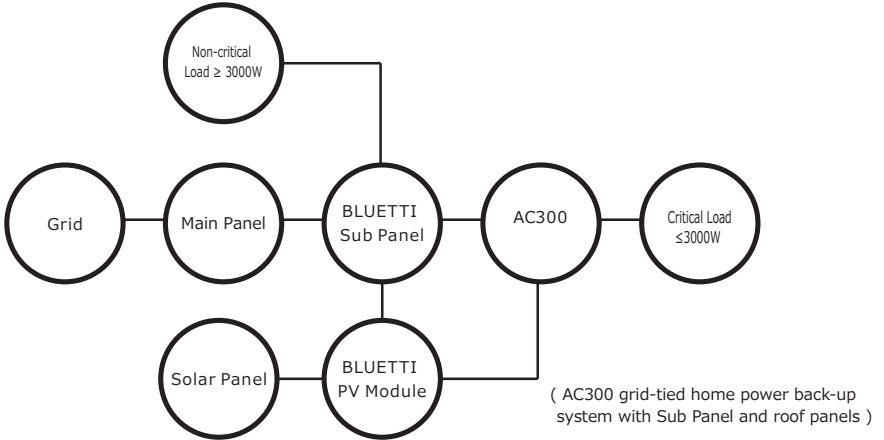 Non-critical
Load ≥ 3000W
Grid
Main Panel
BLUETTI
Sub Panel
AC300
Critical Load
≤3000W
Solar Panel
BLUETTI
PV Module
( AC300 grid-tied home power back-up
system with Sub Panel and roof panels )